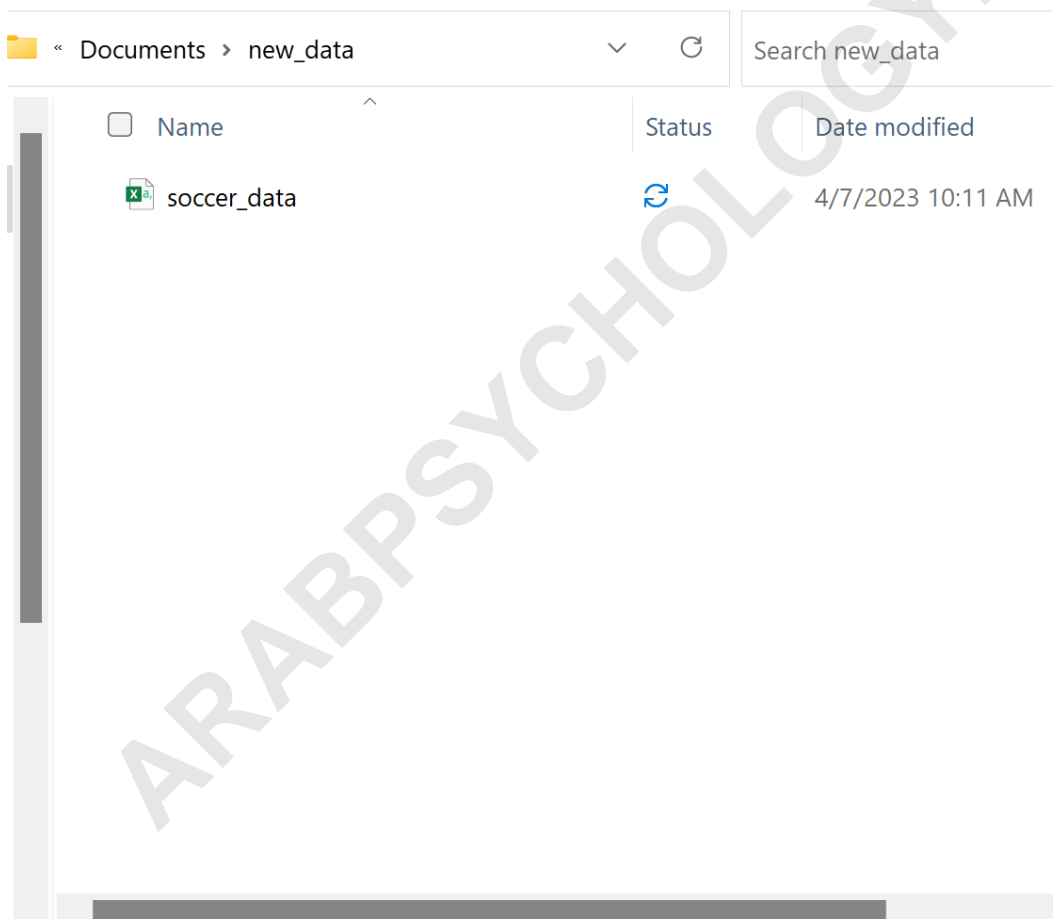 « Documents > new_data
Search new_data
Name
Status
Date modified
soccer_data
4/7/2023 10:11 AM
ARABPSYCHOLOGY